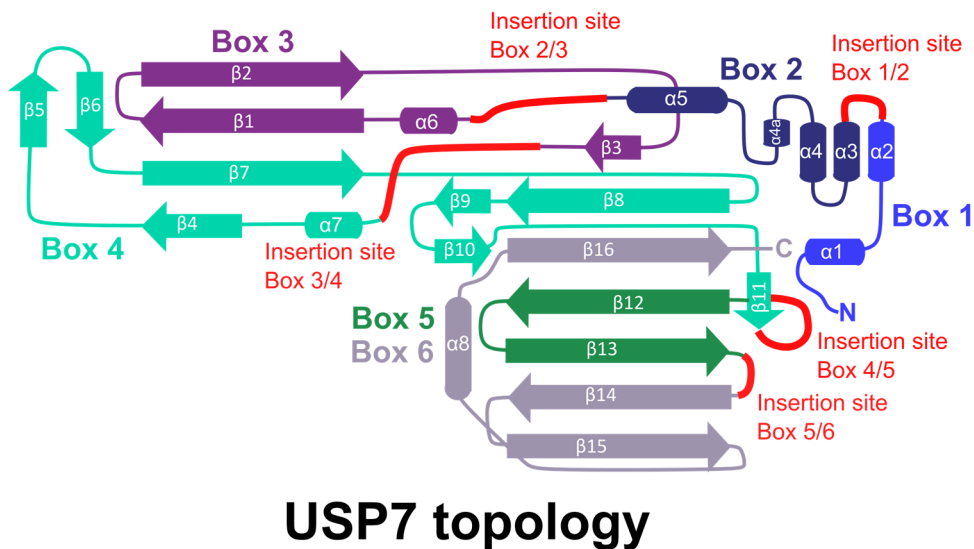 Insertion site
Box 2/3
Insertion site
Box 1/2
Box 3
Box 2
β2
β5
β6
α5
β1
α6
α4a
α4
α3
α2
β3
β7
β9
β8
Box 1
β4
α7
Box 4
Insertion site
Box 3/4
β10
β16
C
α1
β11
N
β12
Box 5
Box 6
α8
β13
Insertion site
Box 4/5
β14
Insertion site
Box 5/6
β15
USP7 topology